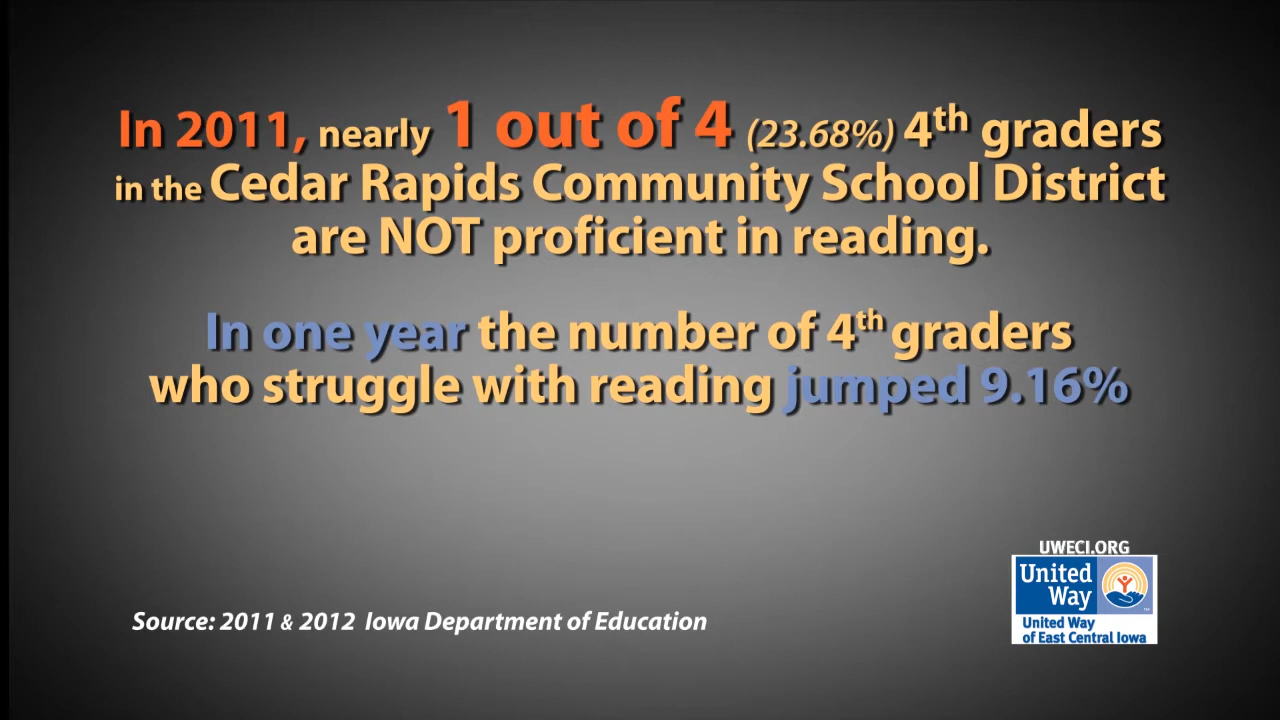 In 2011, nearly 1 out of 4 (23.68%) 4th graders
in the Cedar Rapids Community School District
are NOT proficient in reading.
In one year the number of 4th graders
who struggle with reading jumped 9.16%
UWECI.ORG
United
Way
United Way
of East Central Iowa
Source: 2011 & 2012 Iowa Department of Education